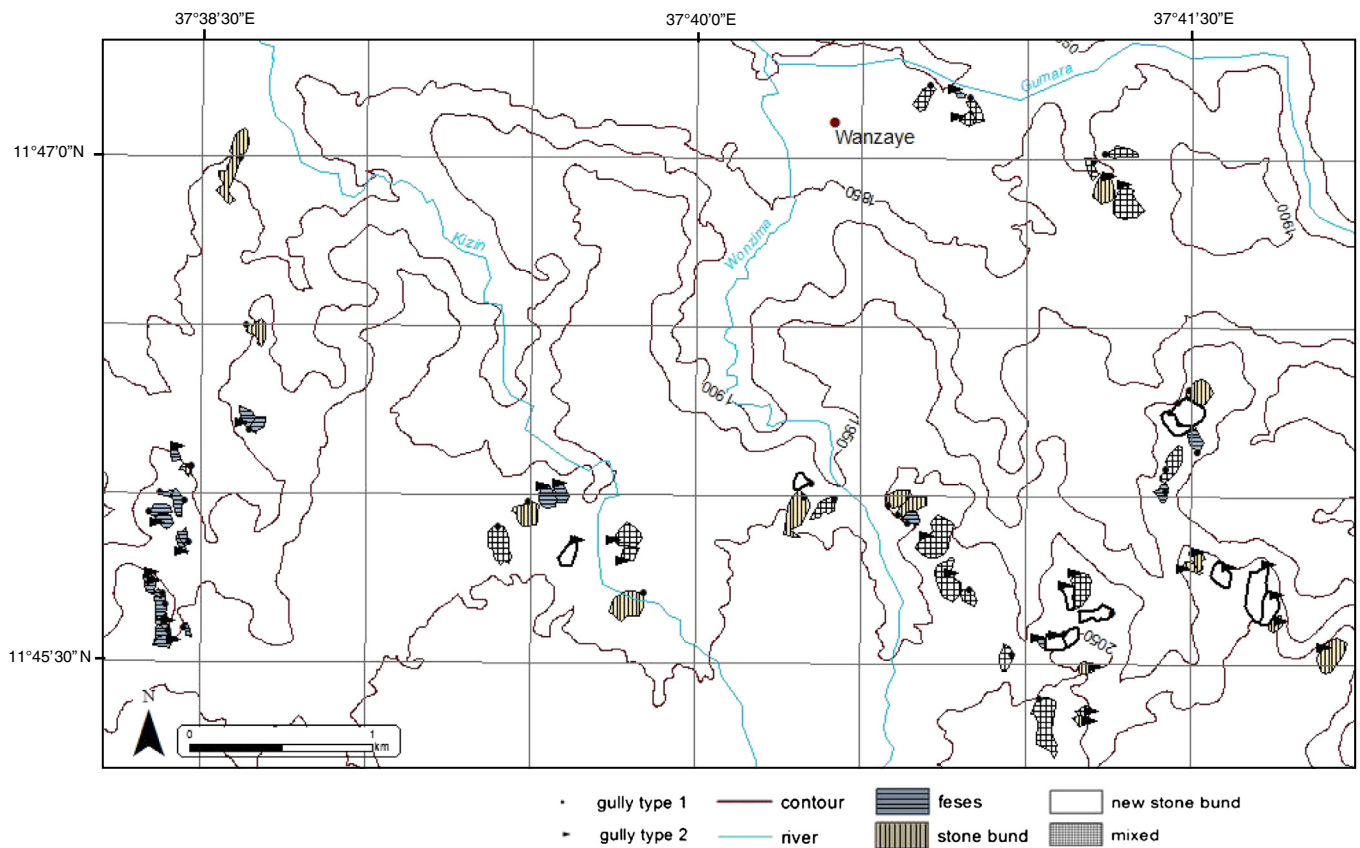 37°38'30"E 37°40'0"E 37°41'30"E
Gumara
Wanzaye
11°47'0"N
1850
1900
Kizin
Wonzima
1900
1950
2050
11°45'30"N
N
0 1
km
gully type 1 contour feses new stone bund
gully type 2 river stone bund mixed